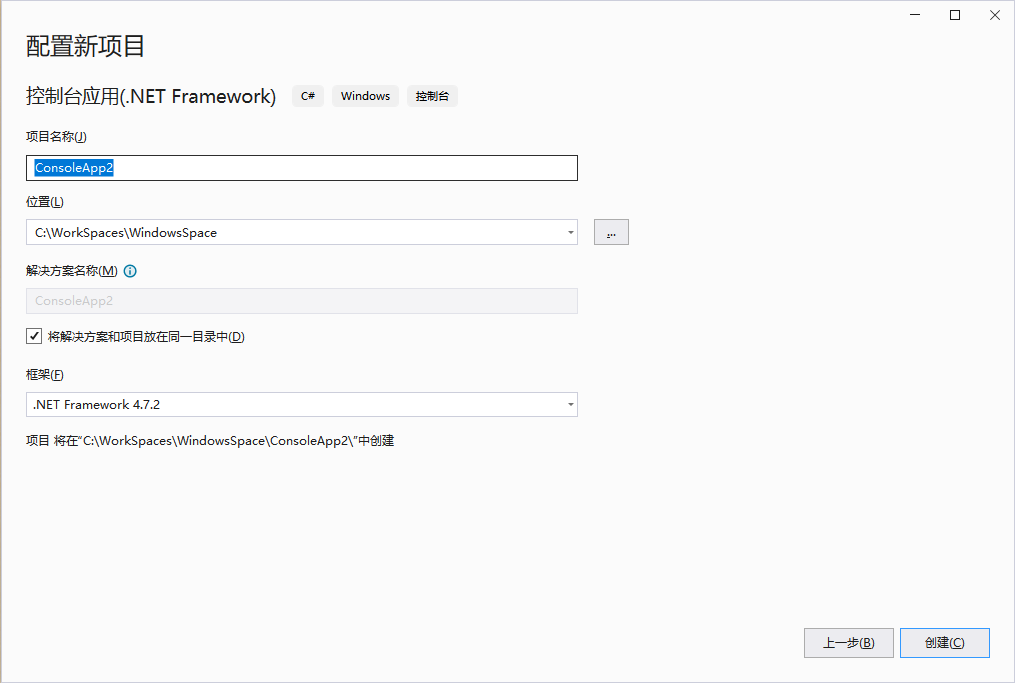 配置新项目
控制台应用(.NET Framework) C# Windows 控制台
项目名称(J)
ConsoleApp2
位置(L)
C:\WorkSpaces\WindowsSpace
...
解决方案名称(M)
ConsoleApp2
将解决方案和项目放在同一目录中(D)
框架(F)
.NET Framework 4.7.2
项目 将在“C:\WorkSpaces\WindowsSpace\ConsoleApp2\”中创建
上一步(B) 创建(C)